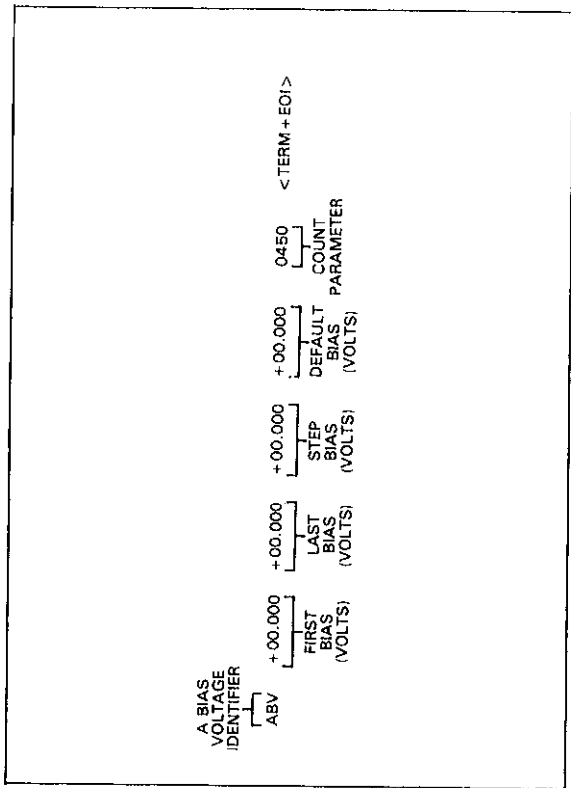 A BIAS
VOLTAGE
IDENTIFIER
ABV +00.000 +00.000 +00.000 +00.000 0450 <TERM + EOI>
FIRST
BIAS
(VOLTS)
LAST
BIAS
(VOLTS)
STEP
BIAS
(VOLTS)
DEFAULT
BIAS
(VOLTS)
COUNT
PARAMETER